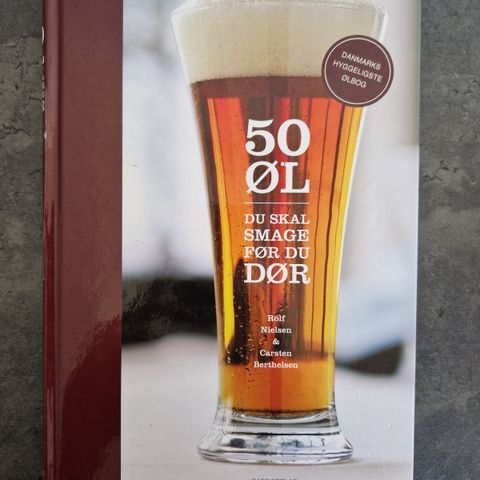 DANMARKS
HYGGELIGSTE
ØLBOG
50
ØL
DU SKAL
SMAGE
FØR DU
DØR
Rolf
Nielsen
&
Carsten
Berthelsen